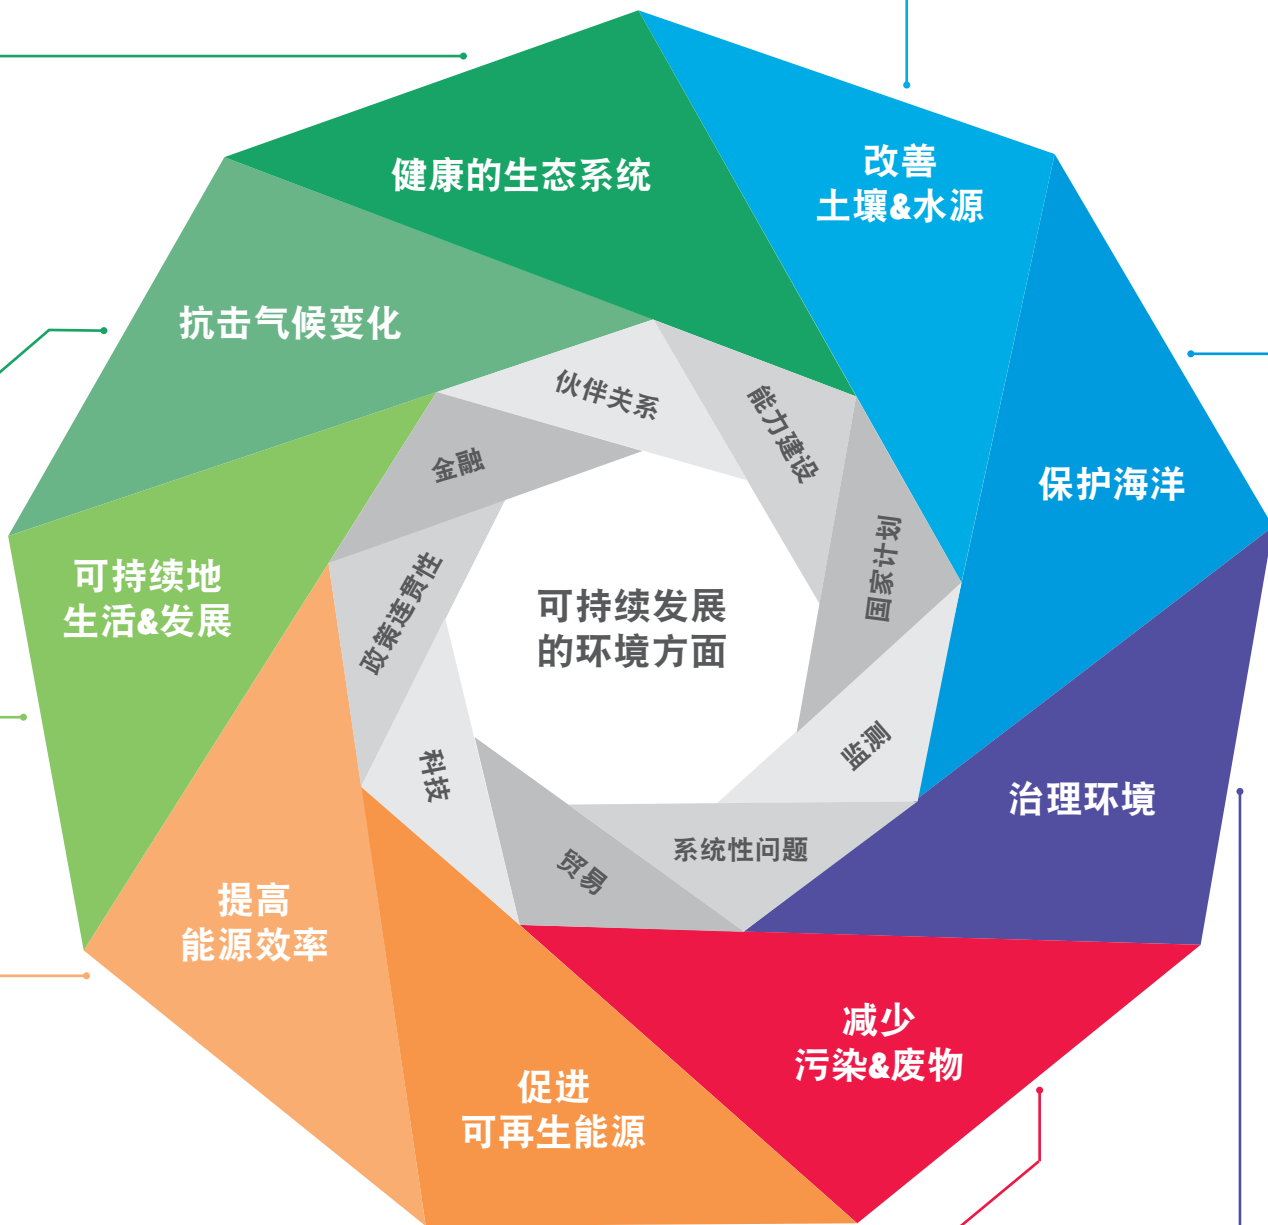 健康的生态系统
改善
土壤&水源
抗击气候变化
保护海洋
可持续地
生活&发展
治理环境
提高
能源效率
减少
污染&废物
促进
可再生能源
伙伴关系
能力建设
金融
国家计划
政策连贯性
监测
科技
系统性问题
贸易
可持续发展
的环境方面